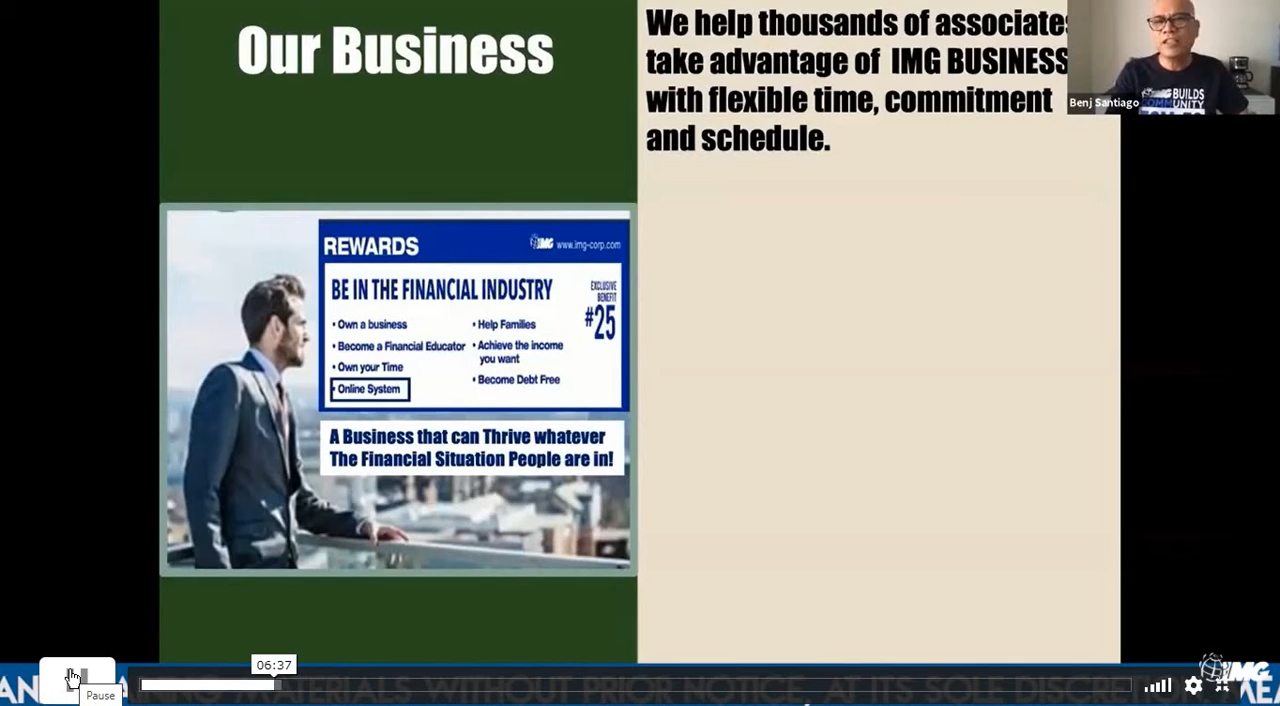 Our Business
We help thousands of associates
take advantage of IMG BUSINESS
with flexible time, commitment
and schedule.
BUILDS
COMMUNITY
Benj Santiago
REWARDS
IMG www.img-corp.com
BE IN THE FINANCIAL INDUSTRY
EXCLUSIVE
BENEFIT
#25
• Own a business
• Become a Financial Educator
• Own your Time
• Online System
• Help Families
• Achieve the income
you want
• Become Debt Free
A Business that can Thrive whatever
The Financial Situation People are in!
06:37
MATERIALS PRIOR NOTICE, AT ITS SOLE DISCRETI
IMG
Pause